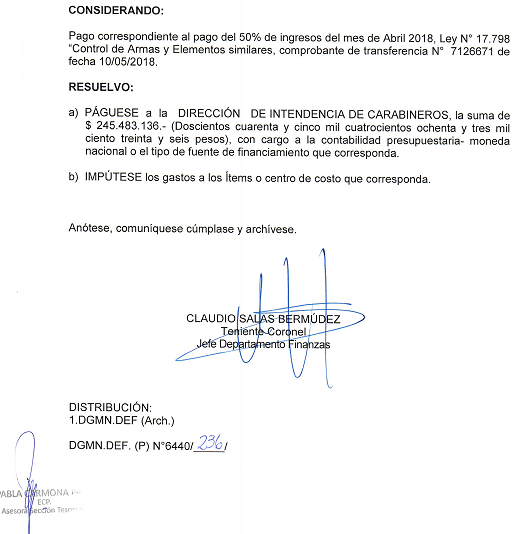 CONSIDERANDO:
Pago correspondiente al pago del 50% de ingresos del mes de Abril 2018, Ley N° 17.798
"Control de Armas y Elementos similares, comprobante de transferencia N° 7126671 de
fecha 10/05/2018.
RESUELVO:
a) PÁGUESE a la DIRECCIÓN DE INTENDENCIA DE CARABINEROS, la suma de
$ 245.483.136.- (Doscientos cuarenta y cinco mil cuatrocientos ochenta y tres mil
ciento treinta y seis pesos), con cargo a la contabilidad presupuestaria- moneda
nacional o el tipo de fuente de financiamiento que corresponda.
b) IMPÚTESE los gastos a los Ítems o centro de costo que corresponda.
Anótese, comuníquese cúmplase y archívese.
CLAUDIO SALAS BERMÚDEZ
Teniente Coronel
Jefe Departamento Finanzas
DISTRIBUCIÓN:
1.DGMN.DEF (Arch.)
DGMN.DEF. (P) N°6440/ 236 /
PABLA CARMONA
ECP.
Asesora Sección